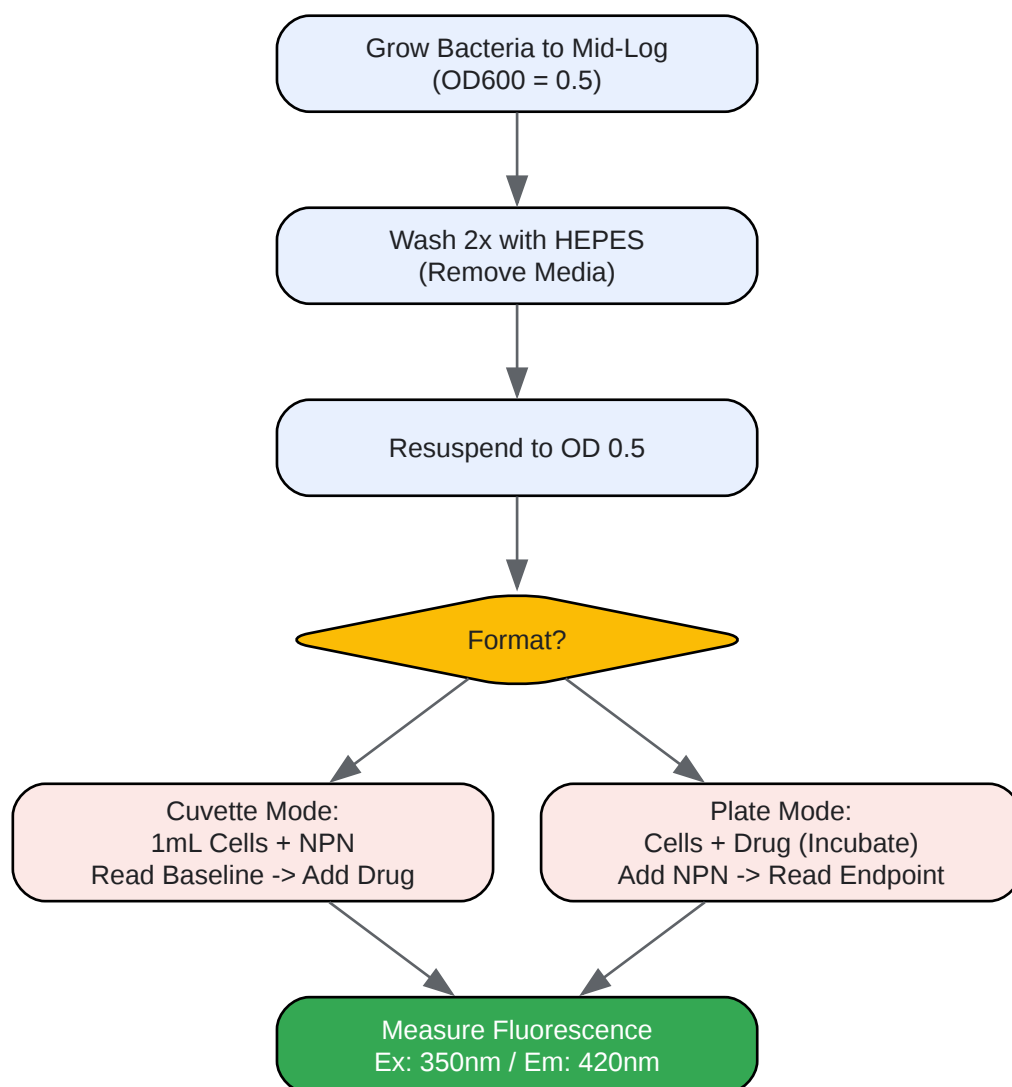 Grow Bacteria to Mid-Log
(OD600 = 0.5)
Wash 2x with HEPES
(Remove Media)
Resuspend to OD 0.5
Format?
Cuvette Mode:
1mL Cells + NPN
Read Baseline -> Add Drug
Plate Mode:
Cells + Drug (Incubate)
Add NPN -> Read Endpoint
Measure Fluorescence
Ex: 350nm / Em: 420nm